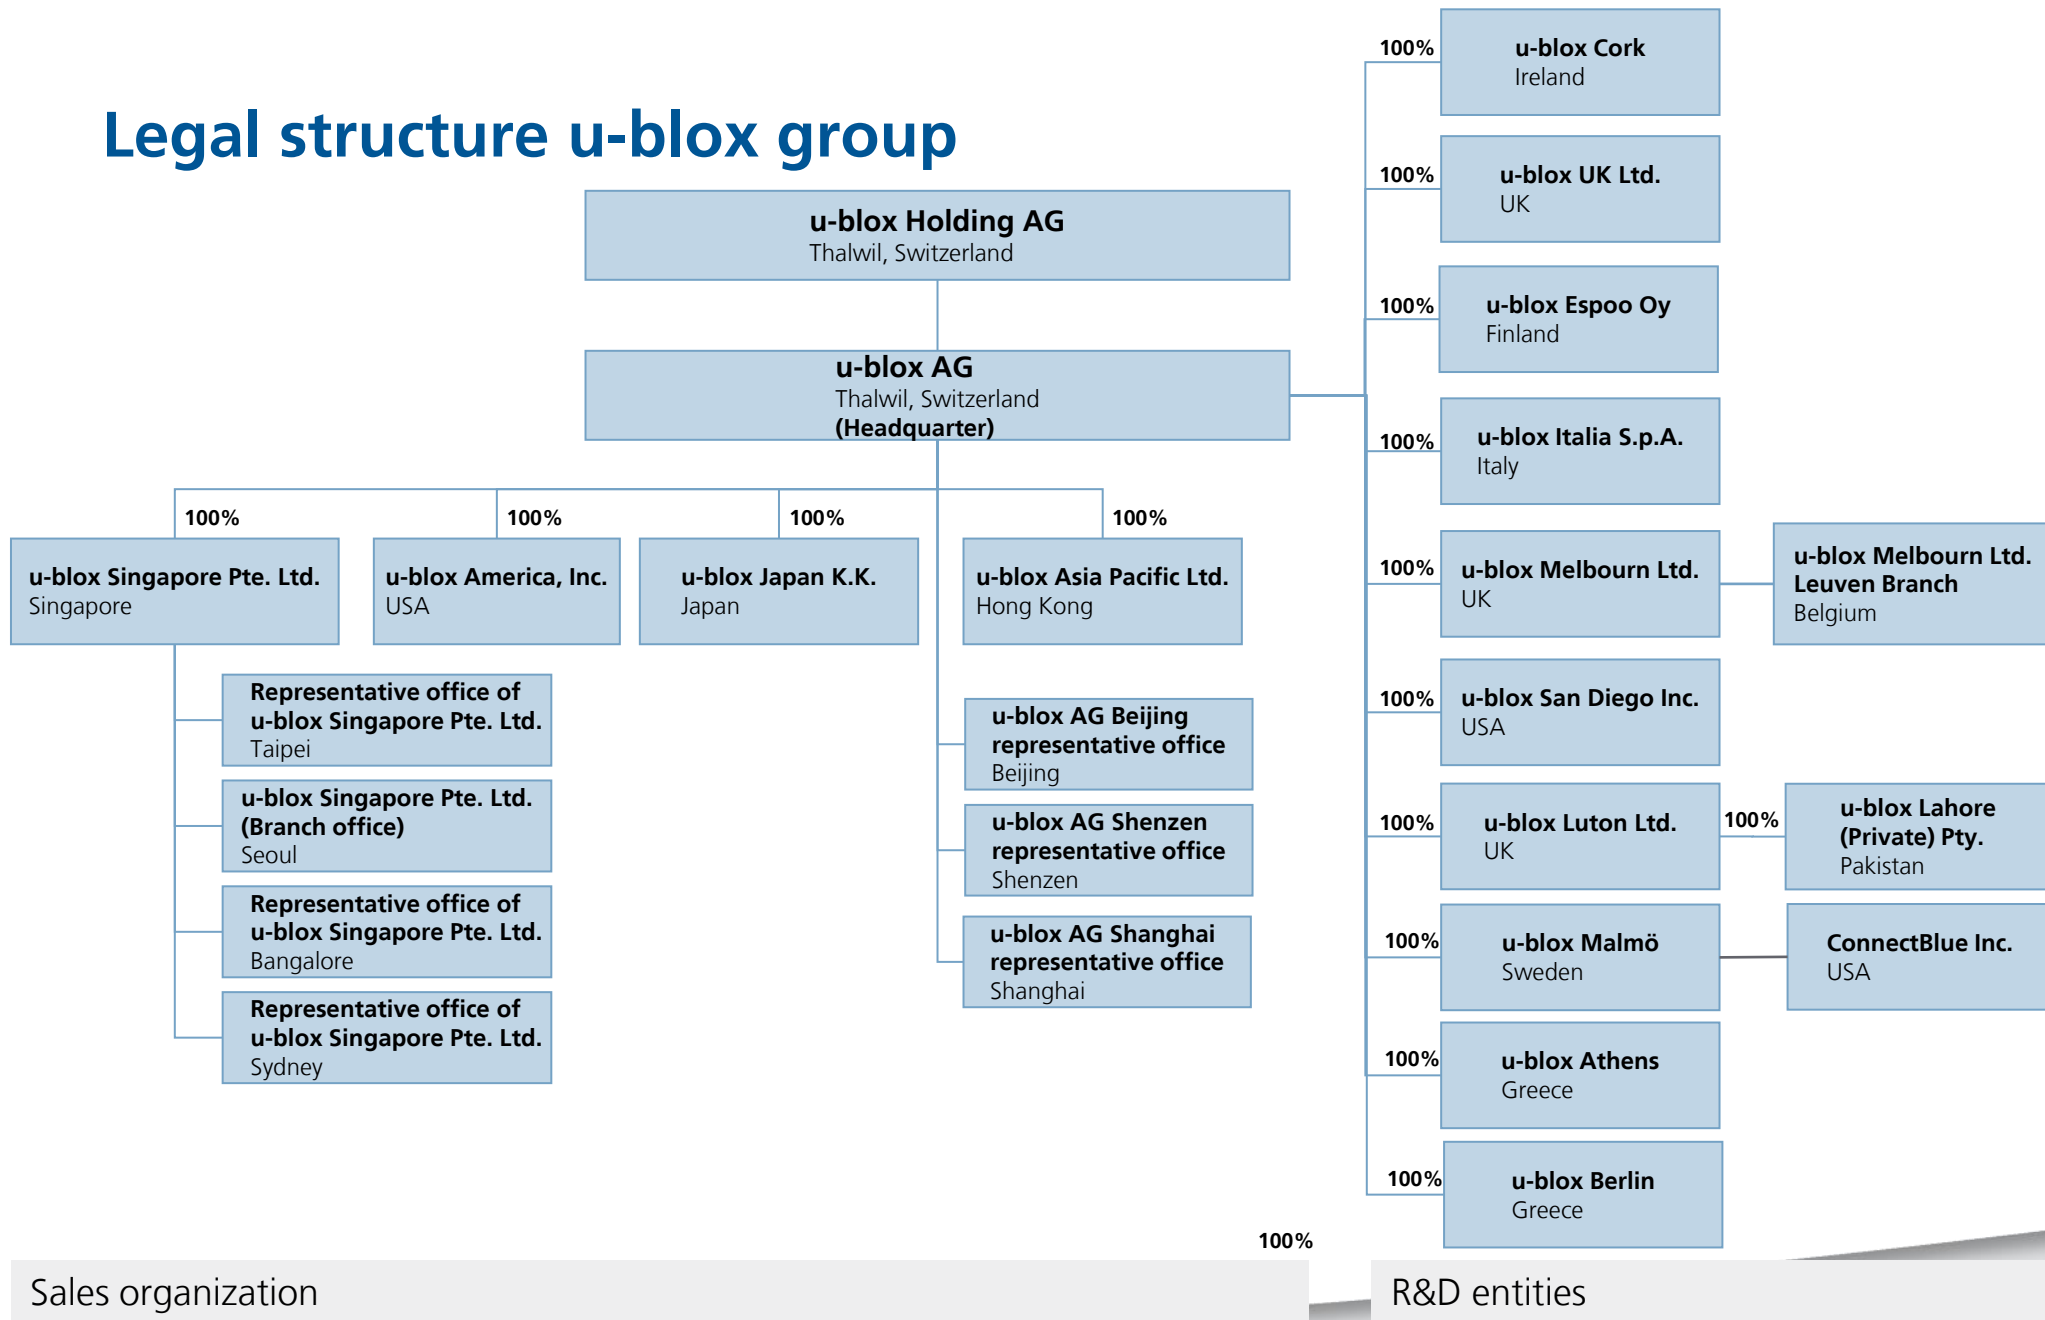 Legal structure u-blox group
u-blox Holding AG
Thalwil, Switzerland
u-blox AG
Thalwil, Switzerland
(Headquarter)
100%
100%
100%
100%
u-blox Singapore Pte. Ltd.
Singapore
u-blox America, Inc.
USA
u-blox Japan K.K.
Japan
u-blox Asia Pacific Ltd.
Hong Kong
Representative office of
u-blox Singapore Pte. Ltd.
Taipei
u-blox Singapore Pte. Ltd.
(Branch office)
Seoul
Representative office of
u-blox Singapore Pte. Ltd.
Bangalore
Representative office of
u-blox Singapore Pte. Ltd.
Sydney
u-blox AG Beijing
representative office
Beijing
u-blox AG Shenzen
representative office
Shenzen
u-blox AG Shanghai
representative office
Shanghai
100%
u-blox Cork
Ireland
100%
u-blox UK Ltd.
UK
100%
u-blox Espoo Oy
Finland
100%
u-blox Italia S.p.A.
Italy
100%
u-blox Melbourn Ltd.
UK
u-blox Melbourn Ltd.
Leuven Branch
Belgium
100%
u-blox San Diego Inc.
USA
100%
u-blox Luton Ltd.
UK
100%
u-blox Lahore
(Private) Pty.
Pakistan
100%
u-blox Malmö
Sweden
ConnectBlue Inc.
USA
100%
u-blox Athens
Greece
100%
u-blox Berlin
Greece
100%
Sales organization
R&D entities